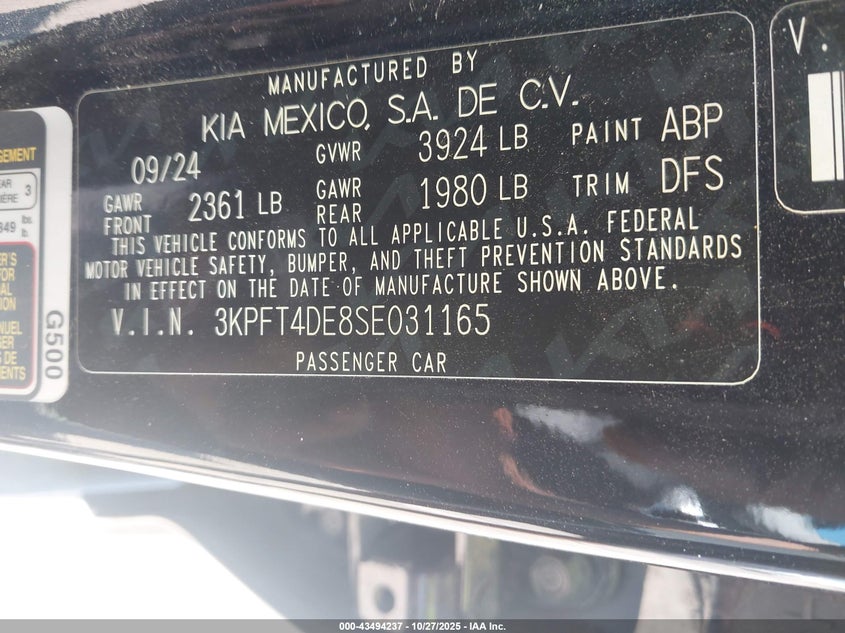 MANUFACTURED BY
KIA MEXICO, S.A. DE C.V.
09/24 GVWR 3924 LB PAINT ABP
GAWR FRONT 2361 LB GAWR REAR 1980 LB TRIM DFS
THIS VEHICLE CONFORMS TO ALL APPLICABLE U.S.A. FEDERAL
MOTOR VEHICLE SAFETY, BUMPER, AND THEFT PREVENTION STANDARDS
IN EFFECT ON THE DATE OF MANUFACTURE SHOWN ABOVE.
V.I.N. 3KPFT4DE8SE031165
PASSENGER CAR
G500
3
lbs.
V.
000-43494237 - 10/27/2025 - IAA Inc.